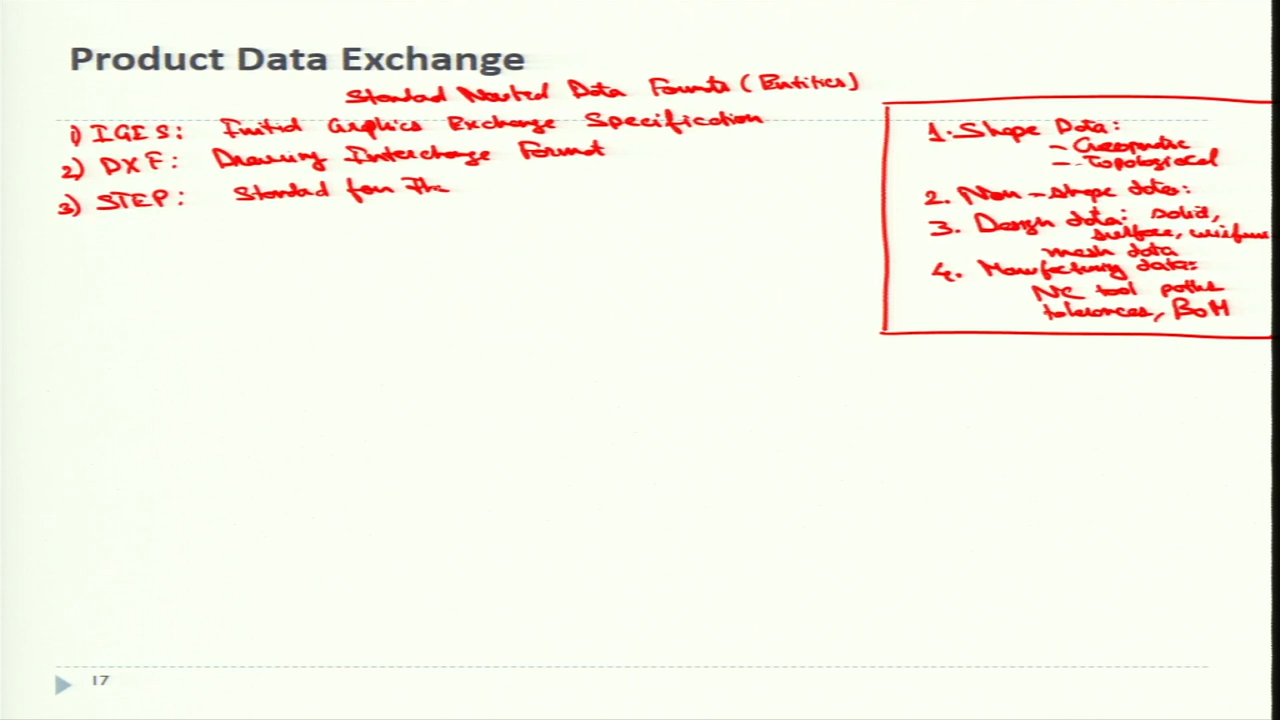 Product Data Exchange
Standard Neutral Data Formats (Entities)
1) IGES: Initial Graphics Exchange Specification
2) DXF: Drawing Interchange Format
3) STEP: Standard for The
1. Shape Data:
- Geometric
- Topological
2. Non-shape data:
3. Design data: solid,
surface, wireframe
mesh data
4. Manufacturing data:
NC tool paths
tolerances, BoM
17